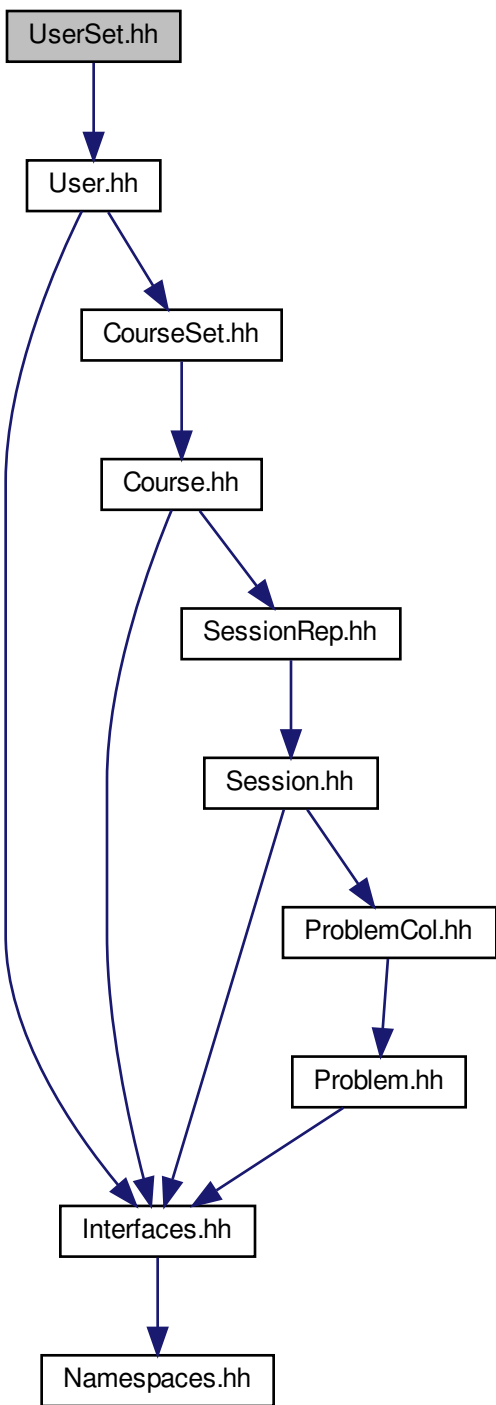 UserSet.hh
User.hh
CourseSet.hh
Course.hh
SessionRep.hh
Session.hh
ProblemCol.hh
Problem.hh
Interfaces.hh
Namespaces.hh